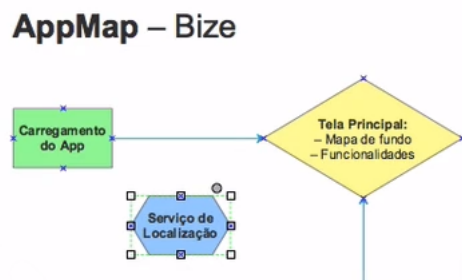 AppMap – Bize
Carregamento
do App
Tela Principal:
– Mapa de fundo
– Funcionalidades
Serviço de
Localização